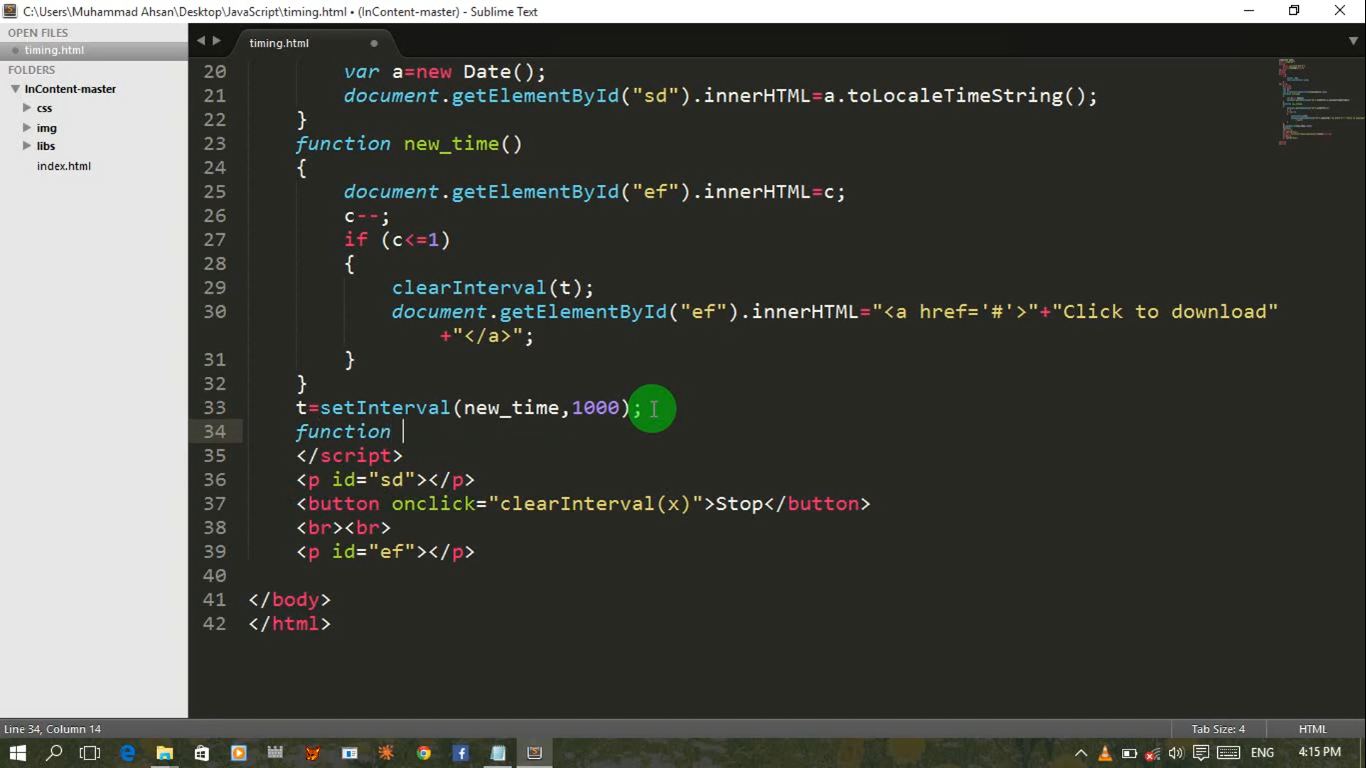 C:\Users\Muhammad Ahsan\Desktop\JavaScript\timing.html • (InContent-master) - Sublime Text
OPEN FILES
timing.html
FOLDERS
InContent-master
css
img
libs
index.html
timing.html
20 var a=new Date();
21 document.getElementById("sd").innerHTML=a.toLocaleTimeString();
22 }
23 function new_time()
24 {
25 document.getElementById("ef").innerHTML=c;
26 c--;
27 if (c<=1)
28 {
29 clearInterval(t);
30 document.getElementById("ef").innerHTML="<a href='#'>"+"Click to download"
+"</a>";
31 }
32 }
33 t=setInterval(new_time,1000);
34 function
35 </script>
36 <p id="sd"></p>
37 <button onclick="clearInterval(x)">Stop</button>
38 <br><br>
39 <p id="ef"></p>
40
41 </body>
42 </html>
Line 34, Column 14
Tab Size: 4
HTML
ENG
4:15 PM